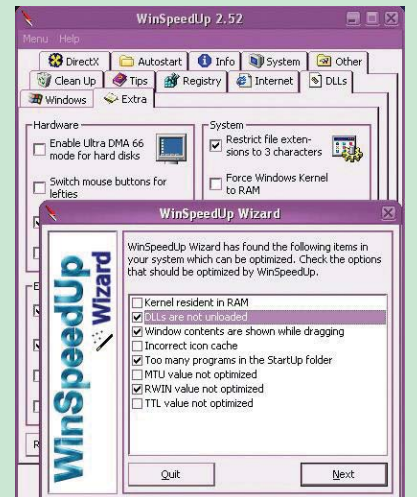 WinSpeedUp 2.52
Menu Help
DirectX Autostart Info System Other
Clean Up Tips Registry Internet DLLs
Windows Extra
Hardware
Enable Ultra DMA 66
mode for hard
disks
Switch mouse buttons for
lefties
System
Restrict file exten-
sions to 3 characters
Force Windows Kernel
to RAM
WinSpeedUp Wizard
WinSpeedUp
Wizard
WinSpeedUp Wizard has found the following items in
your system which can be optimized. Check the options
that should be optimized by WinSpeedUp.
Kernel resident in RAM
DLLs are not unloaded
Window contents are shown while dragging
Incorrect icon cache
Too many programs in the StartUp folder
MTU value not optimized
RWIN value not optimized
TTL value not optimized
Quit
Next